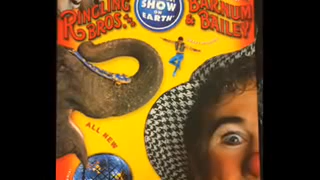 SHOW
ON
EARTH
RINGLING
BROS. AND
BARNUM
& BAILEY
ALL NEW